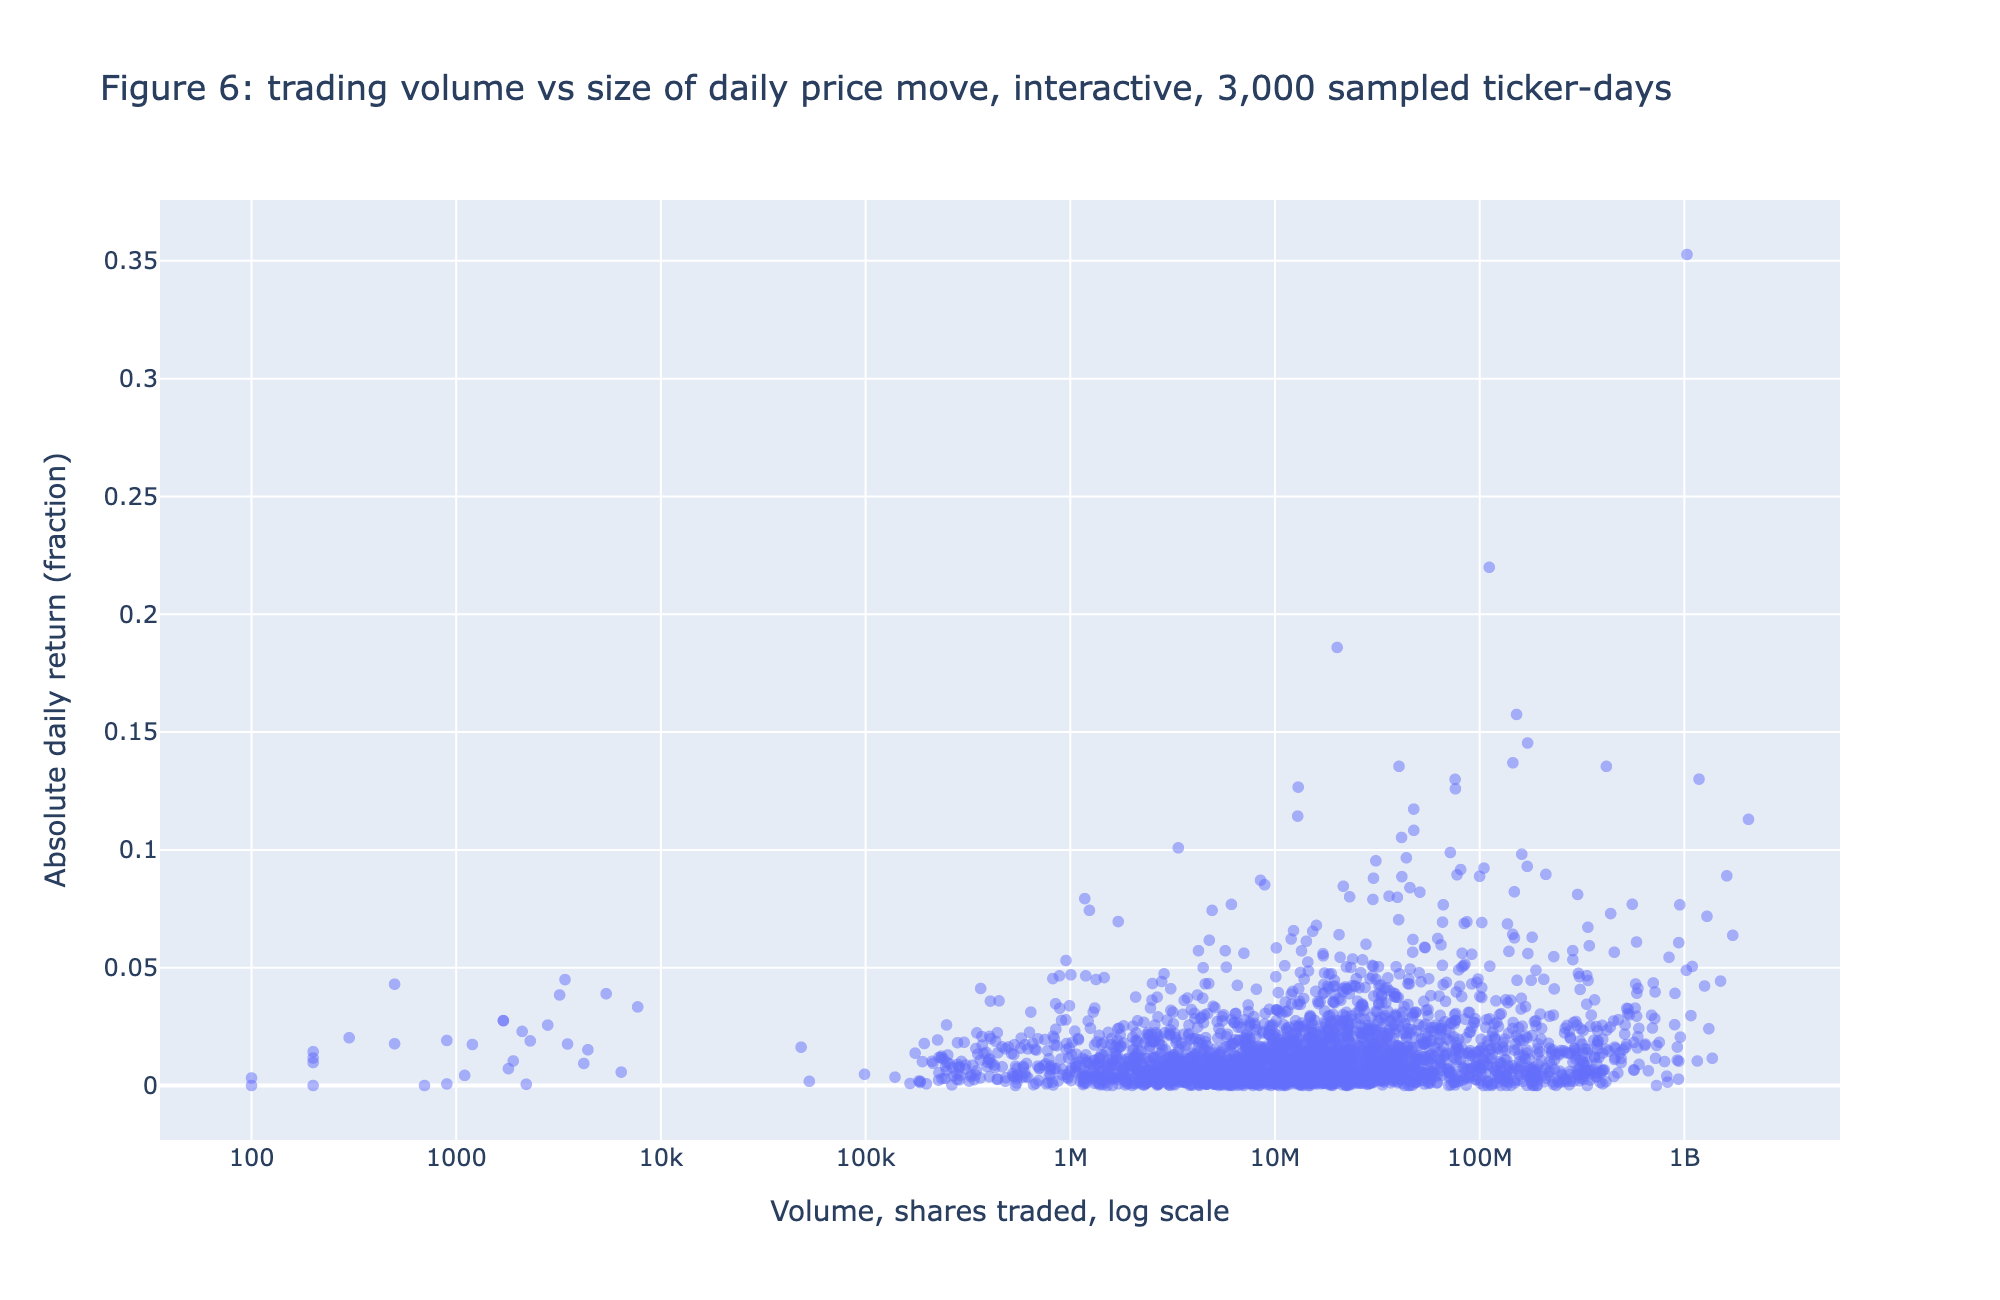 Figure 6: trading volume vs size of daily price move, interactive, 3,000 sampled ticker-days
0.35
0.3
0.25
0.2
0.15
0.1
0.05
0
Absolute daily return (fraction)
100
1000
10k
100k
1M
10M
100M
1B
Volume, shares traded, log scale